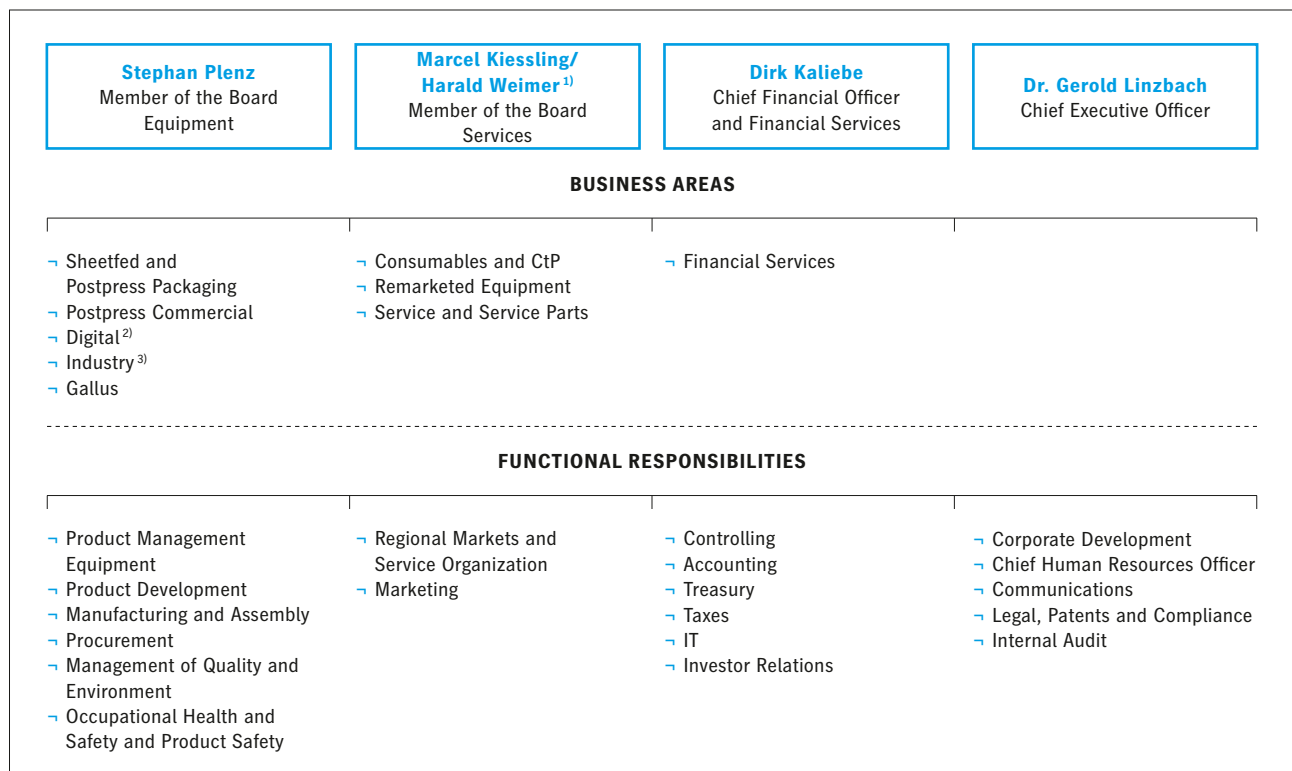 Stephan Plenz
Member of the Board
Equipment
Marcel Kiessling/
Harald Weimer 1)
Member of the Board
Services
Dirk Kaliebe
Chief Financial Officer
and Financial Services
Dr. Gerold Linzbach
Chief Executive Officer
BUSINESS AREAS
¬ Sheetfed and
Postpress Packaging
¬ Postpress Commercial
¬ Digital 2)
¬ Industry 3)
¬ Gallus
¬ Consumables and CtP
¬ Remarketed Equipment
¬ Service and Service Parts
¬ Financial Services
FUNCTIONAL RESPONSIBILITIES
¬ Product Management
Equipment
¬ Product Development
¬ Manufacturing and Assembly
¬ Procurement
¬ Management of Quality and
Environment
¬ Occupational Health and
Safety and Product Safety
¬ Regional Markets and
Service Organization
¬ Marketing
¬ Controlling
¬ Accounting
¬ Treasury
¬ Taxes
¬ IT
¬ Investor Relations
¬ Corporate Development
¬ Chief Human Resources Officer
¬ Communications
¬ Legal, Patents and Compliance
¬ Internal Audit